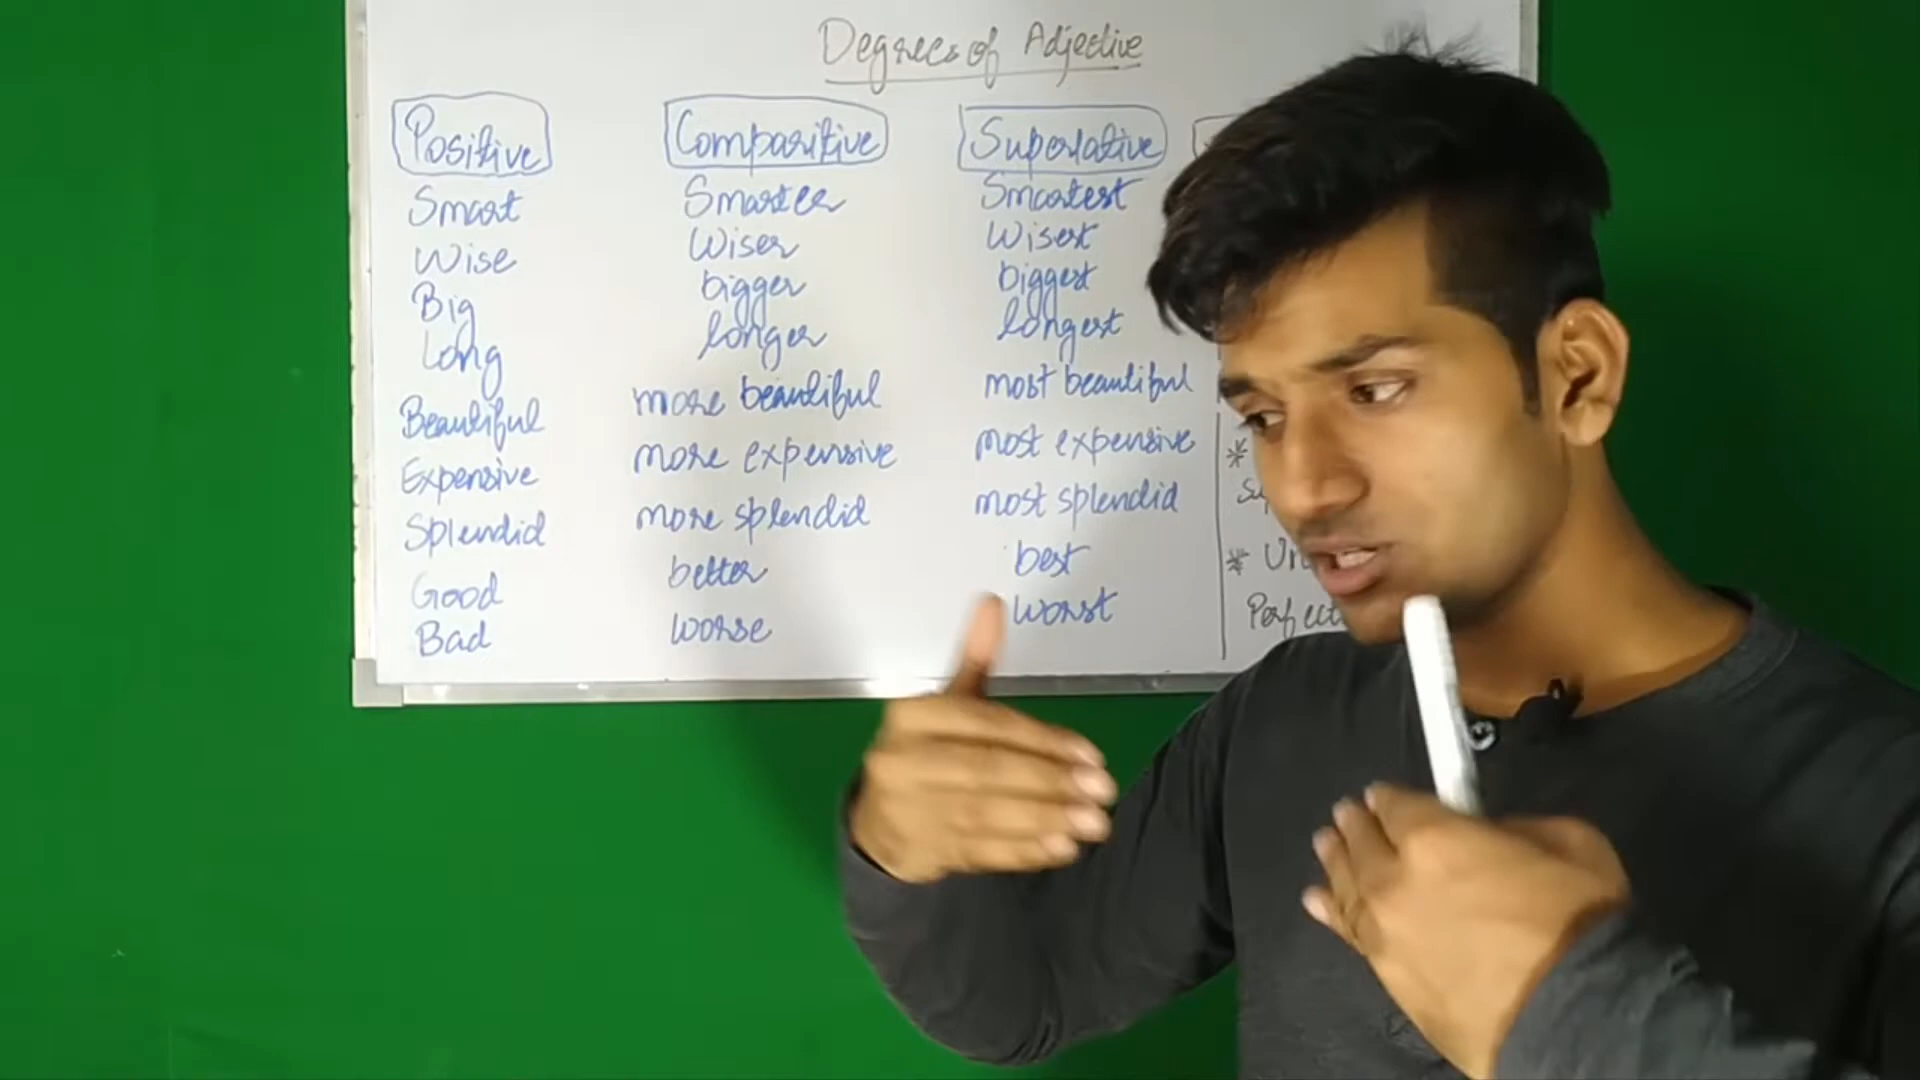 Degrees of Adjective
Positive Comparitive Superlative
Smart Smarter Smartest
Wise Wiser Wisest
Big bigger biggest
Long longer longest
Beautiful more beautiful most beautiful
Expensive more expensive most expensive
Splendid more splendid most splendid
Good better best
Bad worse worst
*
*
Perfect